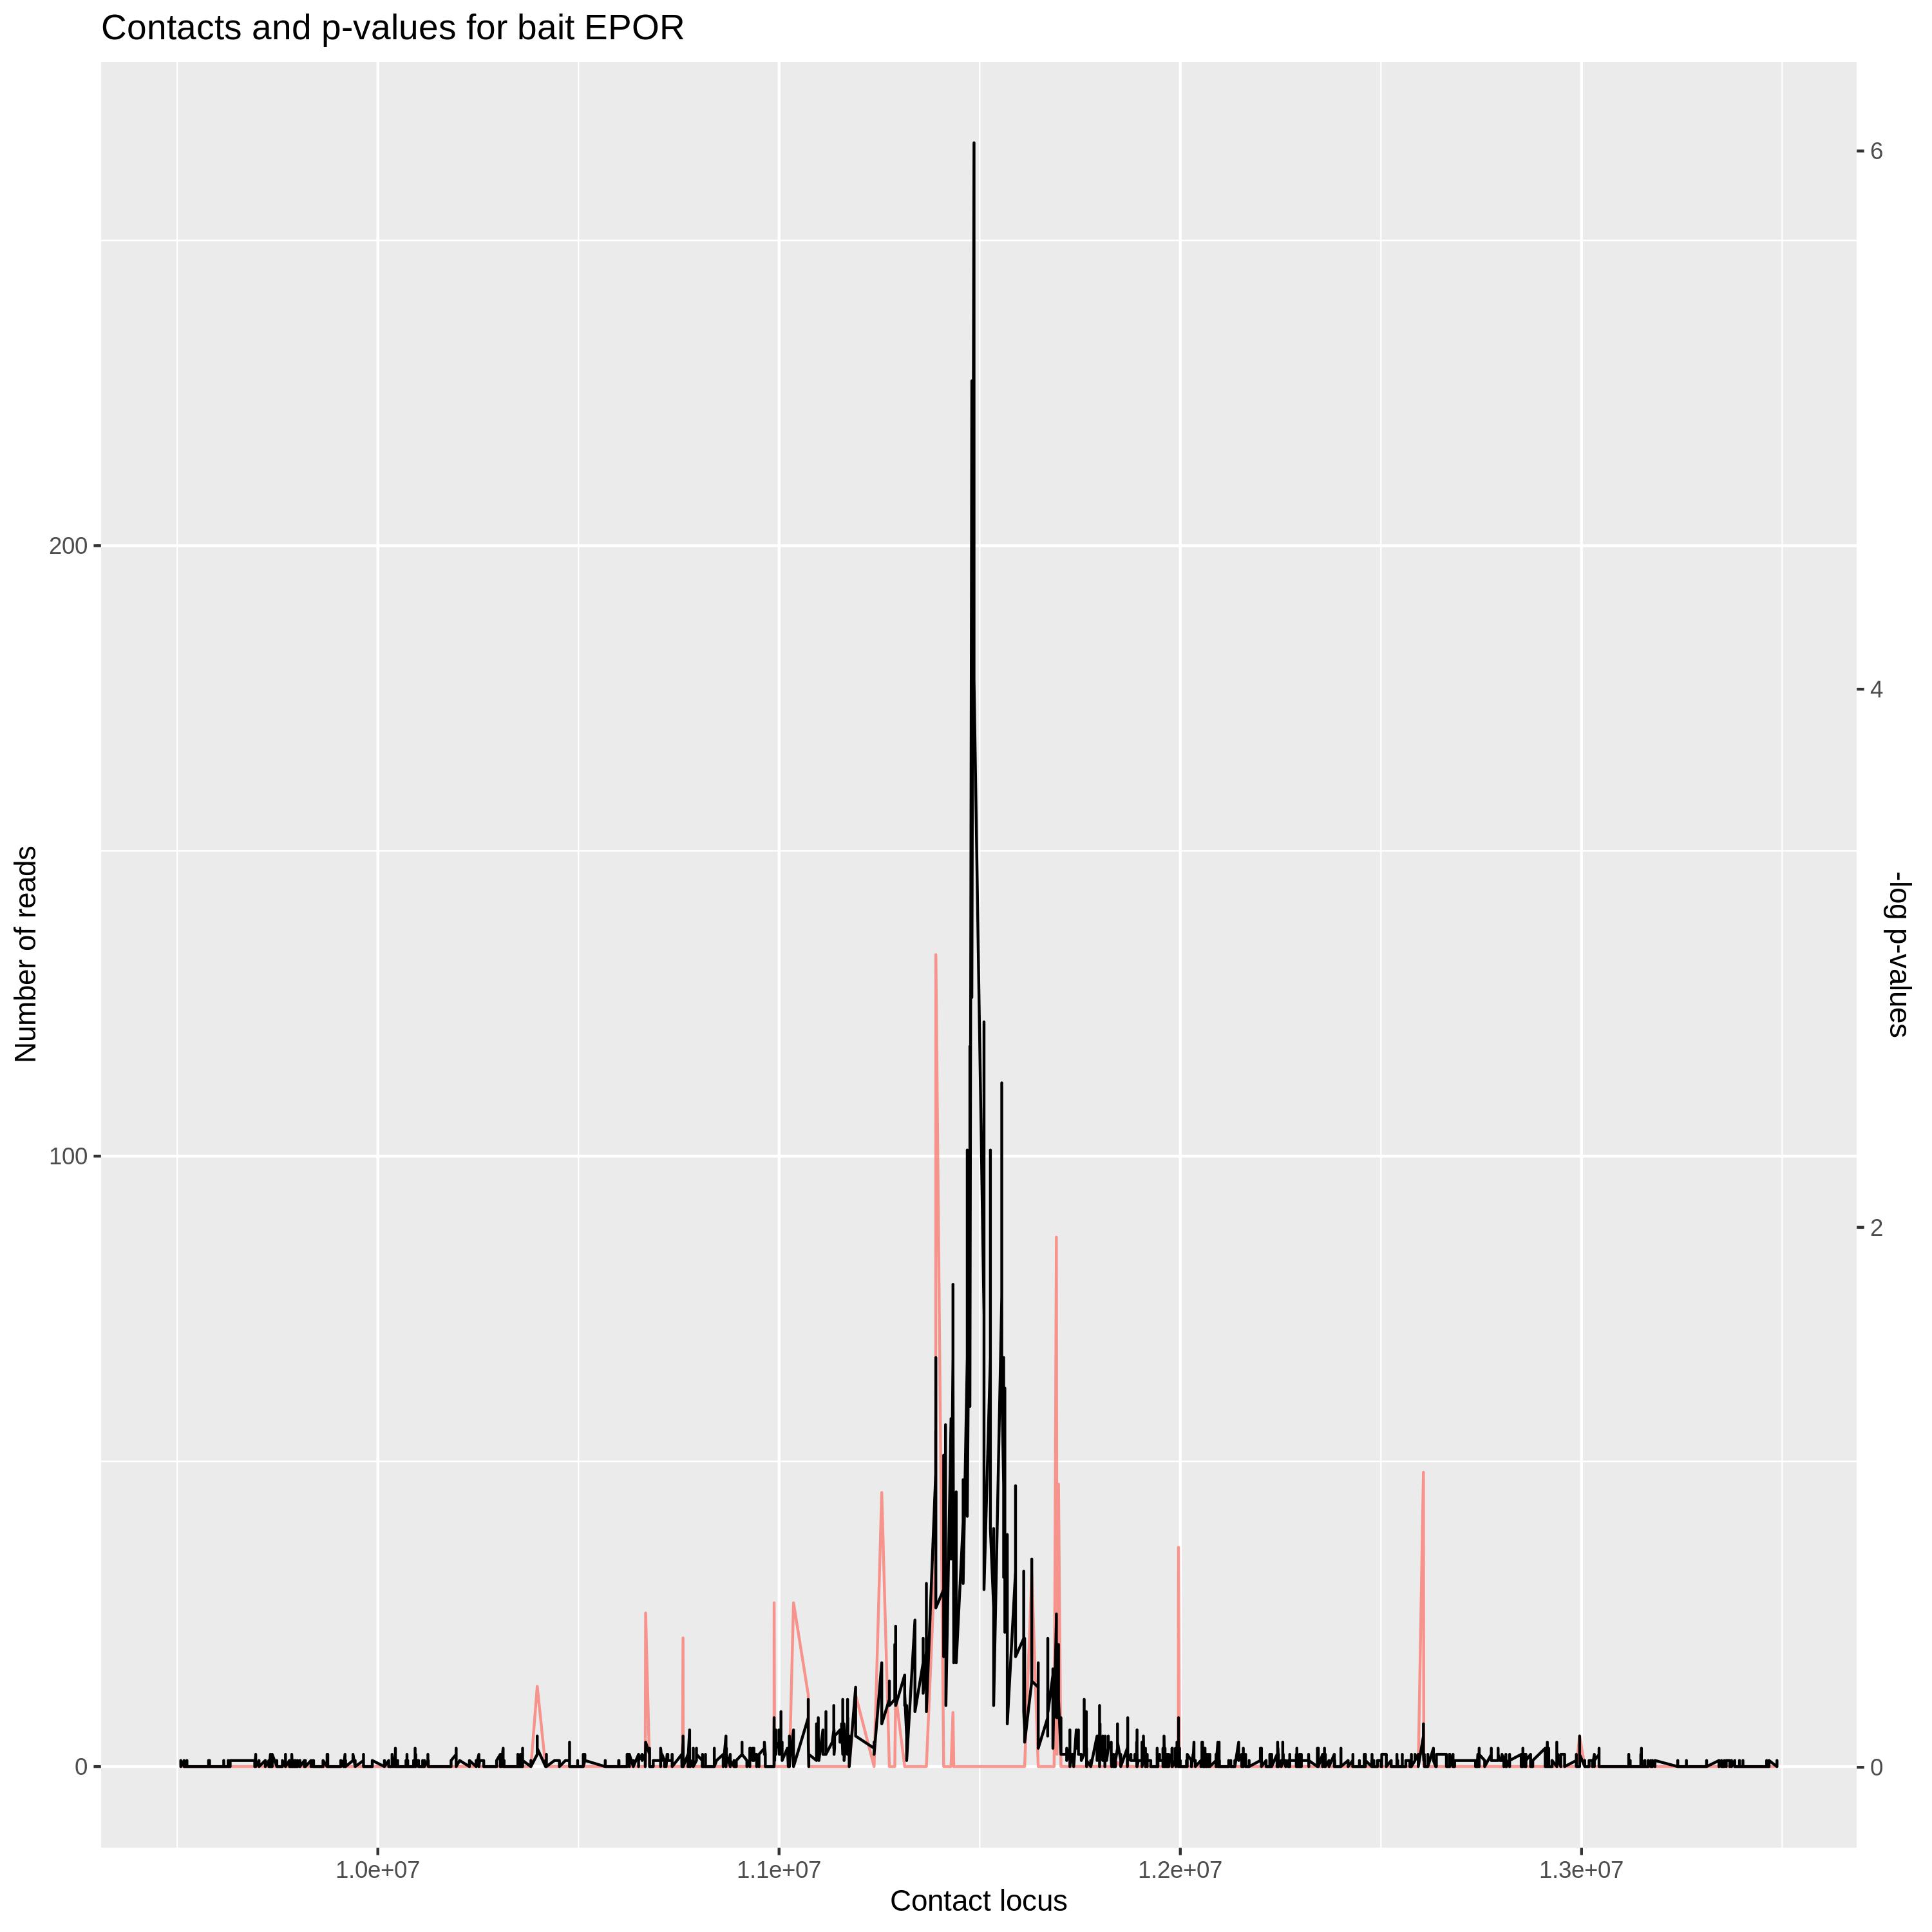 Contacts and p-values for bait EPOR
6
200
4
Number of reads
-log p-values
2
100
0
0
1.0e+07
1.1e+07
1.2e+07
1.3e+07
Contact locus